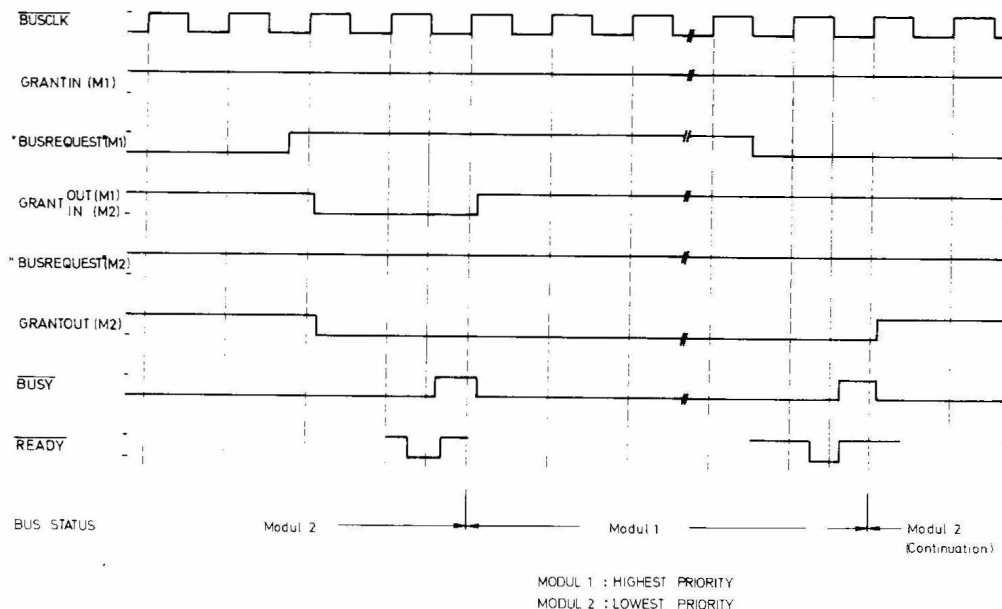 BUSCLK
GRANTIN (M1)
"BUSREQUEST"(M1)
GRANT OUT (M1)
IN (M2)
"BUSREQUEST"(M2)
GRANTOUT (M2)
BUSY
READY
BUS STATUS
Modul 2
Modul 1
Modul 2
(Continuation)
MODUL 1 : HIGHEST PRIORITY
MODUL 2 : LOWEST PRIORITY